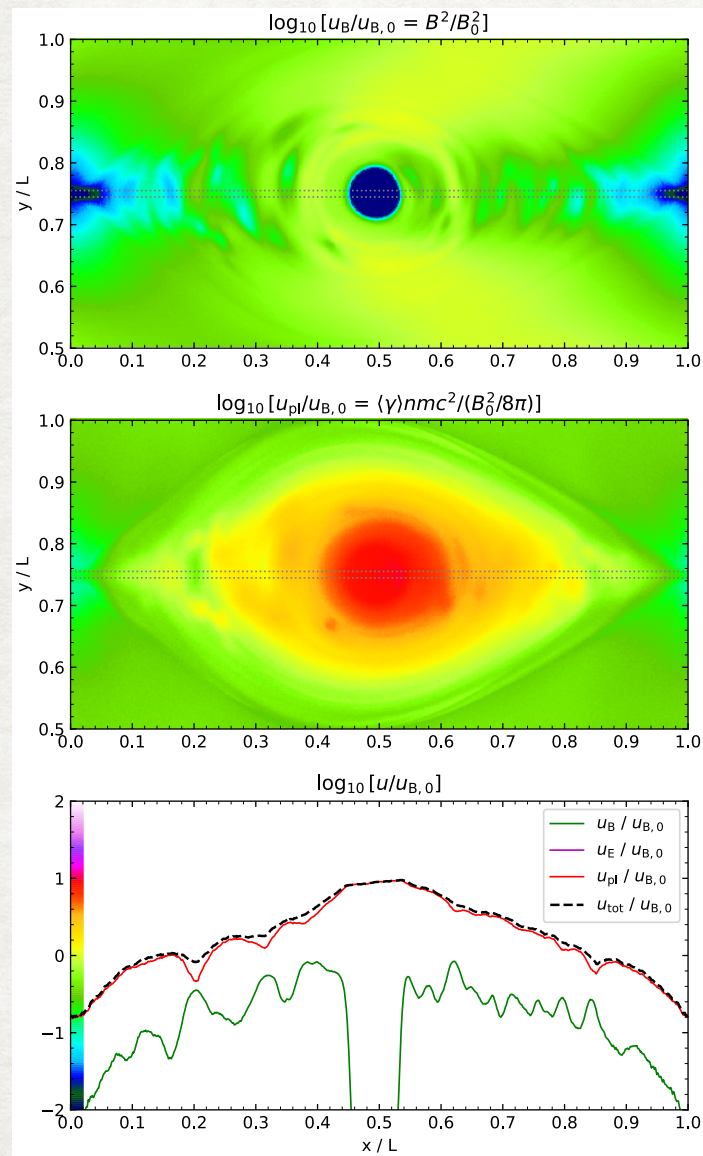 log₁₀ [u_B/u_B,0 = B²/B₀²]
1.0
0.9
0.8
0.7
0.6
0.5
y / L
0.0 0.1 0.2 0.3 0.4 0.5 0.6 0.7 0.8 0.9 1.0
log₁₀ [u_pl/u_B,0 = ⟨γ⟩nmc²/(B₀²/8π)]
1.0
0.9
0.8
0.7
0.6
0.5
y / L
0.0 0.1 0.2 0.3 0.4 0.5 0.6 0.7 0.8 0.9 1.0
log₁₀ [u/u_B,0]
2
1
0
−1
−2
u_B / u_B,0
u_E / u_B,0
u_pl / u_B,0
u_tot / u_B,0
0.0 0.1 0.2 0.3 0.4 0.5 0.6 0.7 0.8 0.9 1.0
x / L